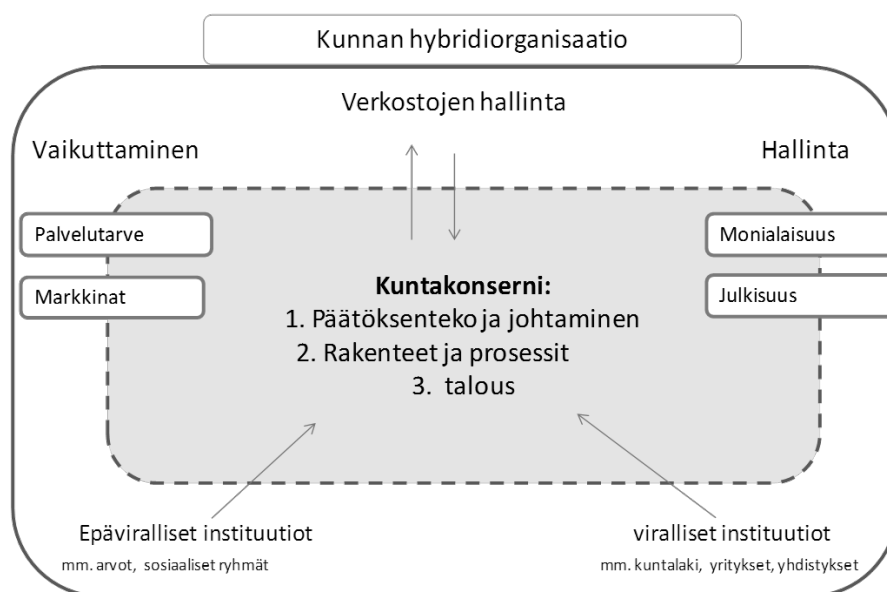 Kunnan hybridiorganisaatio
Verkostojen hallinta
Vaikuttaminen
Hallinta
Palvelutarve
Monialaisuus
Markkinat
Julkisuus
Kuntakonserni:
1. Päätöksenteko ja johtaminen
2. Rakenteet ja prosessit
3. talous
Epäviralliset instituutiot
mm. arvot, sosiaaliset ryhmät
viralliset instituutiot
mm. kuntalaki, yritykset, yhdistykset